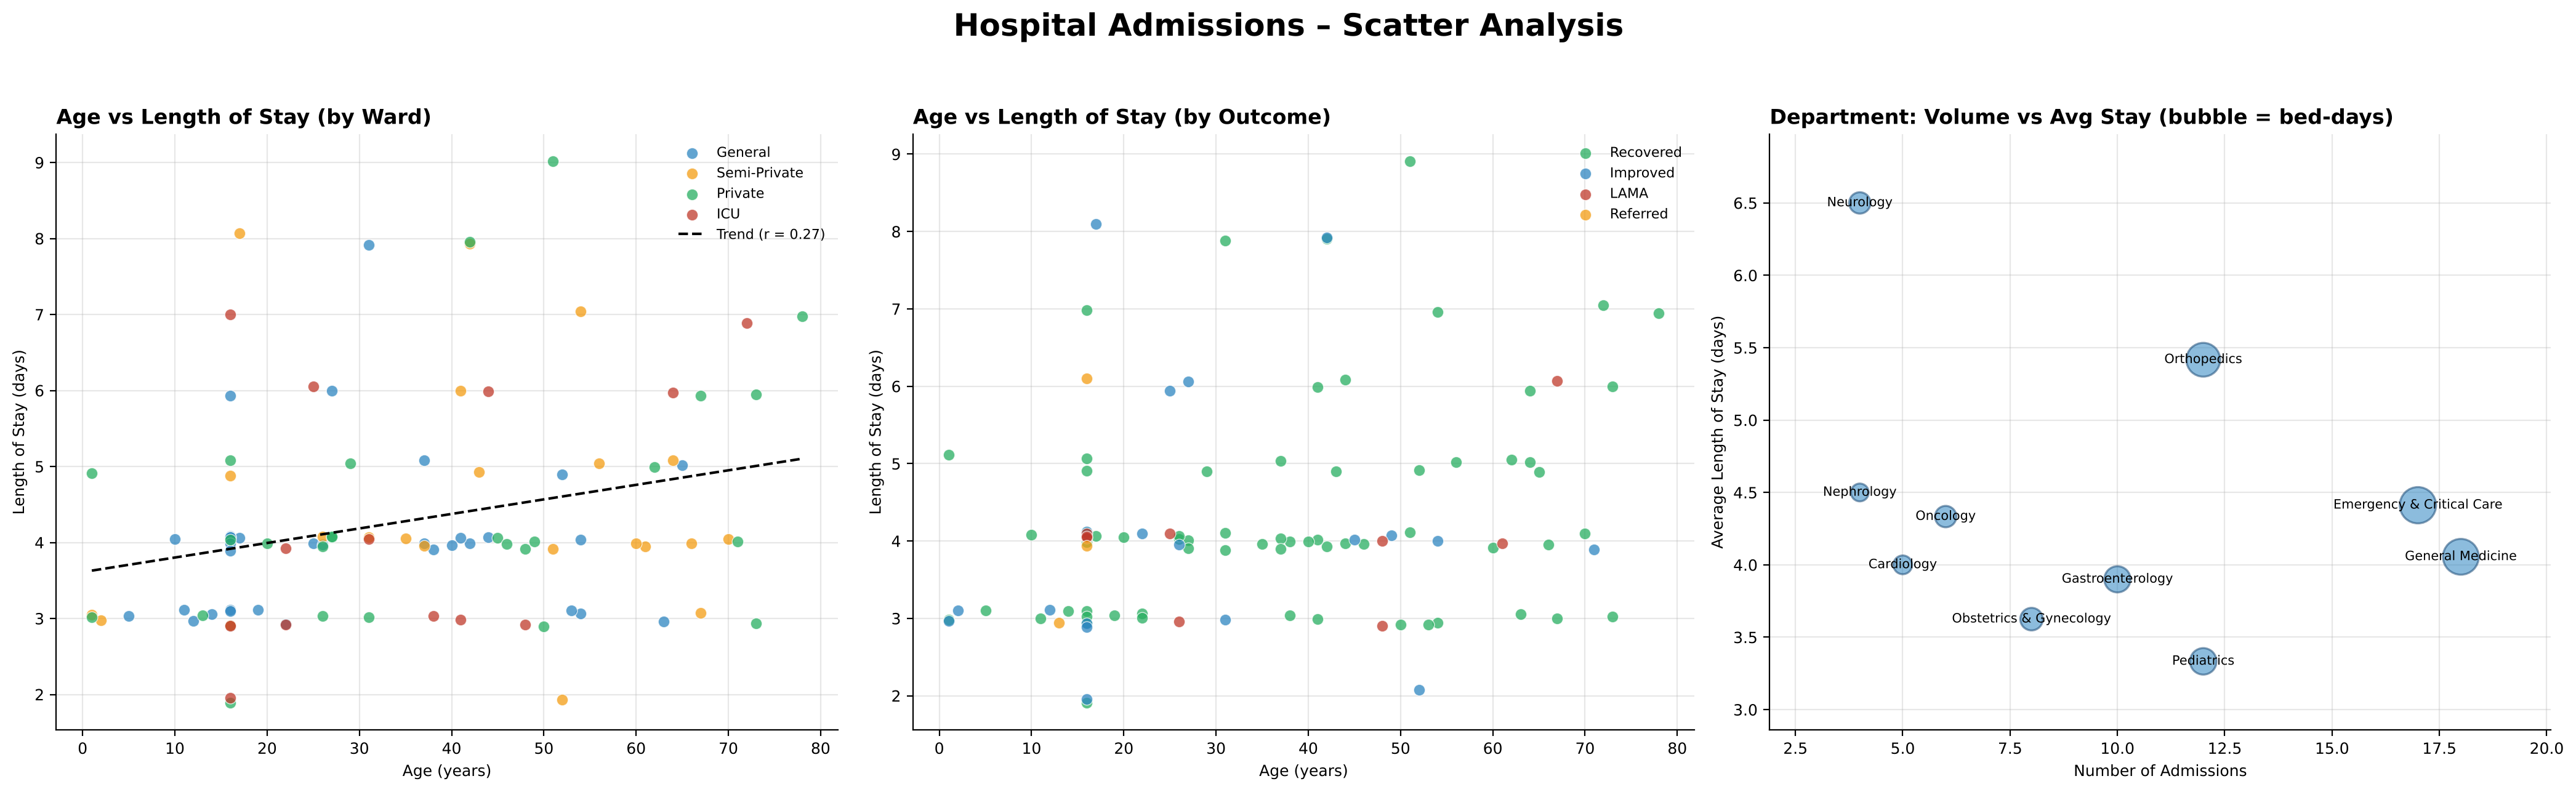 Hospital Admissions – Scatter Analysis
Age vs Length of Stay (by Ward)
Length of Stay (days)
9
8
7
6
5
4
3
2
General
Semi-Private
Private
ICU
Trend (r = 0.27)
0 10 20 30 40 50 60 70 80
Age (years)
Age vs Length of Stay (by Outcome)
Length of Stay (days)
9
8
7
6
5
4
3
2
Recovered
Improved
LAMA
Referred
0 10 20 30 40 50 60 70 80
Age (years)
Department: Volume vs Avg Stay (bubble = bed-days)
Average Length of Stay (days)
6.5
6.0
5.5
5.0
4.5
4.0
3.5
3.0
Neurology
Orthopedics
Nephrology
Emergency & Critical Care
Oncology
General Medicine
Cardiology
Gastroenterology
Obstetrics & Gynecology
Pediatrics
2.5 5.0 7.5 10.0 12.5 15.0 17.5 20.0
Number of Admissions